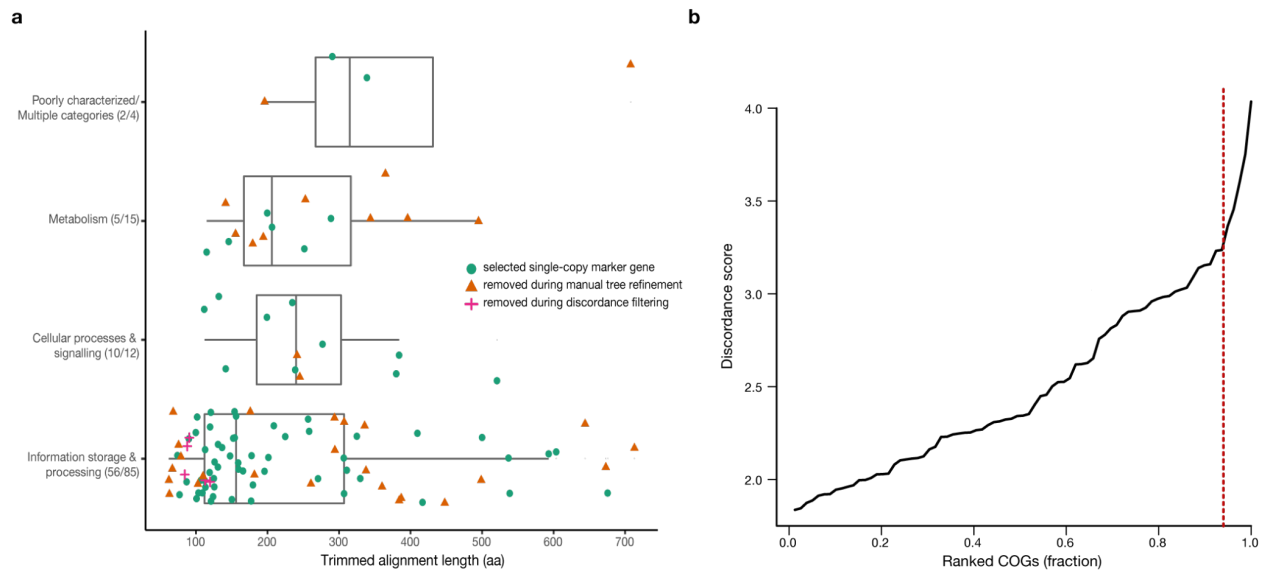 a
b
Poorly characterized/
Multiple categories (2/4)
Metabolism (5/15)
Cellular processes &
signalling (10/12)
Information storage &
processing (56/85)
selected single-copy marker gene
removed during manual tree refinement
removed during discordance filtering
100 200 300 400 500 600 700
Trimmed alignment length (aa)
Discordance score
4.0
3.5
3.0
2.5
2.0
0.0 0.2 0.4 0.6 0.8 1.0
Ranked COGs (fraction)